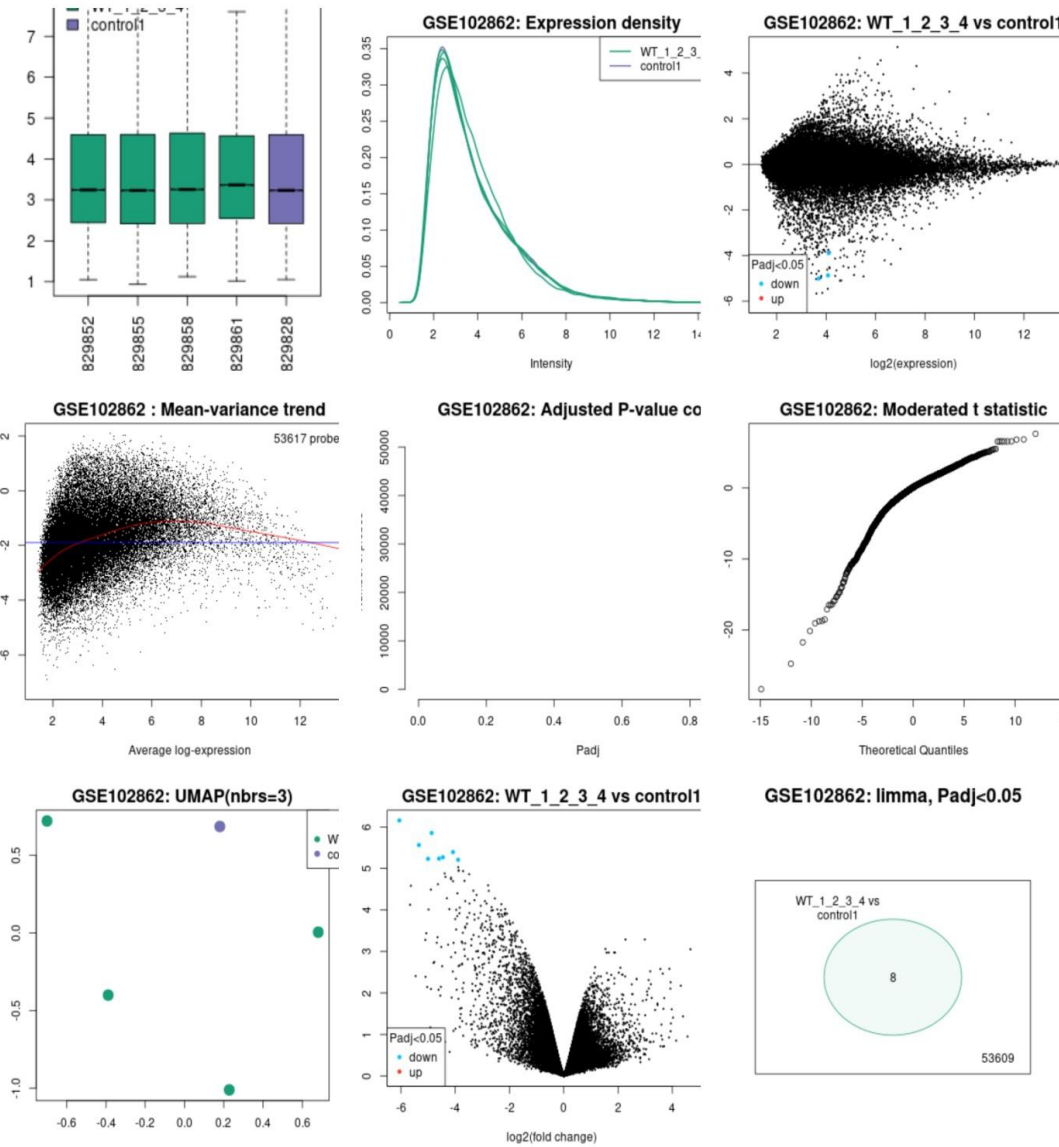 WT_1_2_3_4
control1
7
6
5
4
3
2
1
829852
829855
829858
829861
829828
GSE102862: Expression density
WT_1_2_3_
control1
0.35
0.30
0.25
0.20
0.15
0.10
0.05
0.00
0 2 4 6 8 10 12 14
Intensity
GSE102862: WT_1_2_3_4 vs control1
4
2
0
-2
-4
-6
Padj<0.05
down
up
2 4 6 8 10 12
log2(expression)
GSE102862 : Mean-variance trend
53617 probe
2
0
-2
-4
-6
2 4 6 8 10 12
Average log-expression
GSE102862: Adjusted P-value co
50000
40000
30000
20000
10000
0
0.0 0.2 0.4 0.6 0.8
Padj
GSE102862: Moderated t statistic
0
-10
-20
-15 -10 -5 0 5 10
Theoretical Quantiles
GSE102862: UMAP(nbrs=3)
W
co
0.5
0.0
-0.5
-1.0
-0.6 -0.4 -0.2 0.0 0.2 0.4 0.6
GSE102862: WT_1_2_3_4 vs control1
6
5
4
3
2
1
0
Padj<0.05
down
up
-6 -4 -2 0 2 4
log2(fold change)
GSE102862: limma, Padj<0.05
WT_1_2_3_4 vs
control1
8
53609